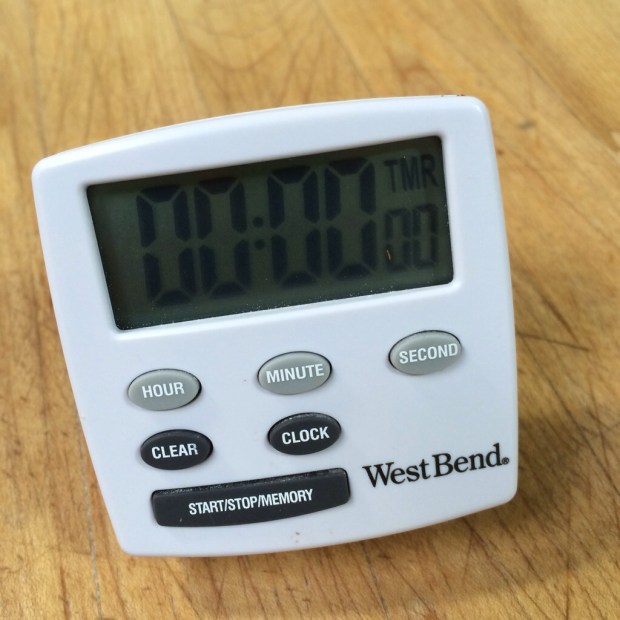 TMR
00:00 00
HOUR MINUTE SECOND
CLEAR CLOCK
START/STOP/MEMORY
West Bend®